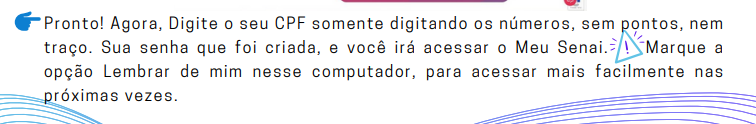 Pronto! Agora, Digite o seu CPF somente digitando os números, sem pontos, nem
traço. Sua senha que foi criada, e você irá acessar o Meu Senai. Marque a
opção Lembrar de mim nesse computador, para acessar mais facilmente nas
próximas vezes.